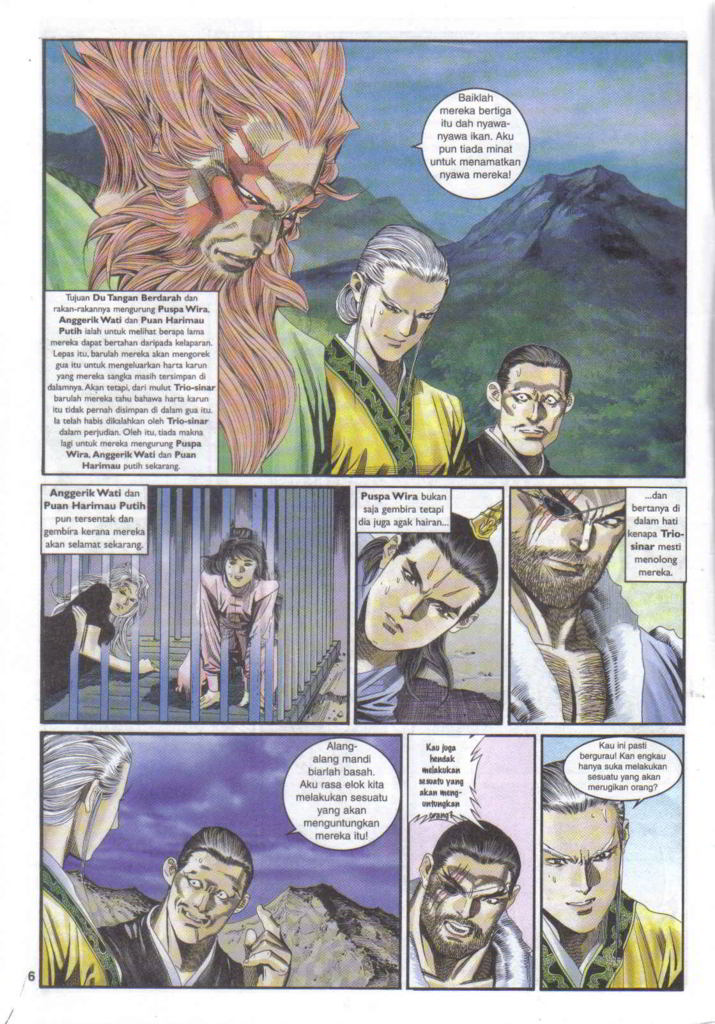 Baiklah
mereka bertiga
itu dah nyawa-
nyawa ikan. Aku
pun tiada minat
untuk menamatkan
nyawa mereka!
Tujuan Du Tangan Berdarah dan
rakan-rakannya mengurung Puspa Wira,
Anggerik Wati dan Puan Harimau
Putih ialah untuk melihat berapa lama
mereka dapat bertahan daripada kelaparan.
Lepas itu, barulah mereka akan mengorek
gua itu untuk mengeluarkan harta karun
yang mereka sangka masih tersimpan di
dalamnya. Akan tetapi, dari mulut Trio-sinar
barulah mereka tahu bahawa harta karun
itu tidak pernah disimpan di dalam gua itu.
Ia telah habis dikalahkan oleh Trio-sinar
dalam perjudian. Oleh itu, tiada makna
lagi untuk mereka mengurung Puspa
Wira, Anggerik Wati dan Puan
Harimau putih sekarang.
Anggerik Wati dan
Puan Harimau Putih
pun tersentak dan
gembira kerana mereka
akan selamat sekarang.
Puspa Wira bukan
saja gembira tetapi
dia juga agak hairan...
...dan
bertanya di
dalam hati
kenapa Trio-
sinar mesti
menolong
mereka.
Alang-
alang mandi
biarlah basah.
Aku rasa elok kita
melakukan sesuatu
yang akan
menguntungkan
mereka itu!
Kau juga
hendak
melakukan
sesuatu yang
akan meng-
untungkan
orang?
Kau ini pasti
bergurau! Kan engkau
hanya suka melakukan
sesuatu yang akan
merugikan orang?
6